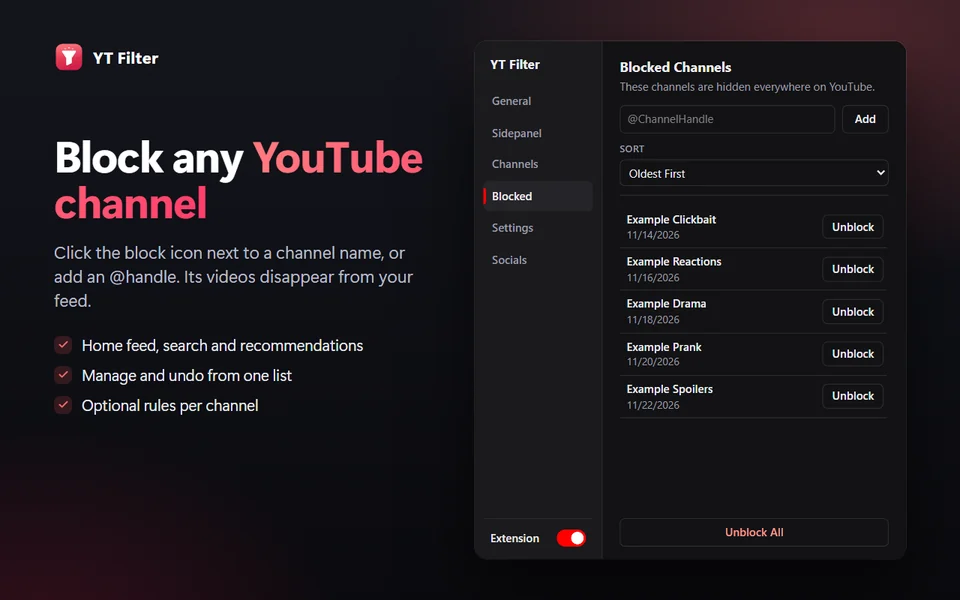 YT Filter
Block any YouTube
channel
Click the block icon next to a channel name, or
add an @handle. Its videos disappear from your
feed.
Home feed, search and recommendations
Manage and undo from one list
Optional rules per channel
YT Filter
General
Sidepanel
Channels
Blocked
Settings
Socials
Extension
Blocked Channels
These channels are hidden everywhere on YouTube.
@ChannelHandle
Add
SORT
Oldest First
Example Clickbait
11/14/2026
Unblock
Example Reactions
11/16/2026
Unblock
Example Drama
11/18/2026
Unblock
Example Prank
11/20/2026
Unblock
Example Spoilers
11/22/2026
Unblock
Unblock All